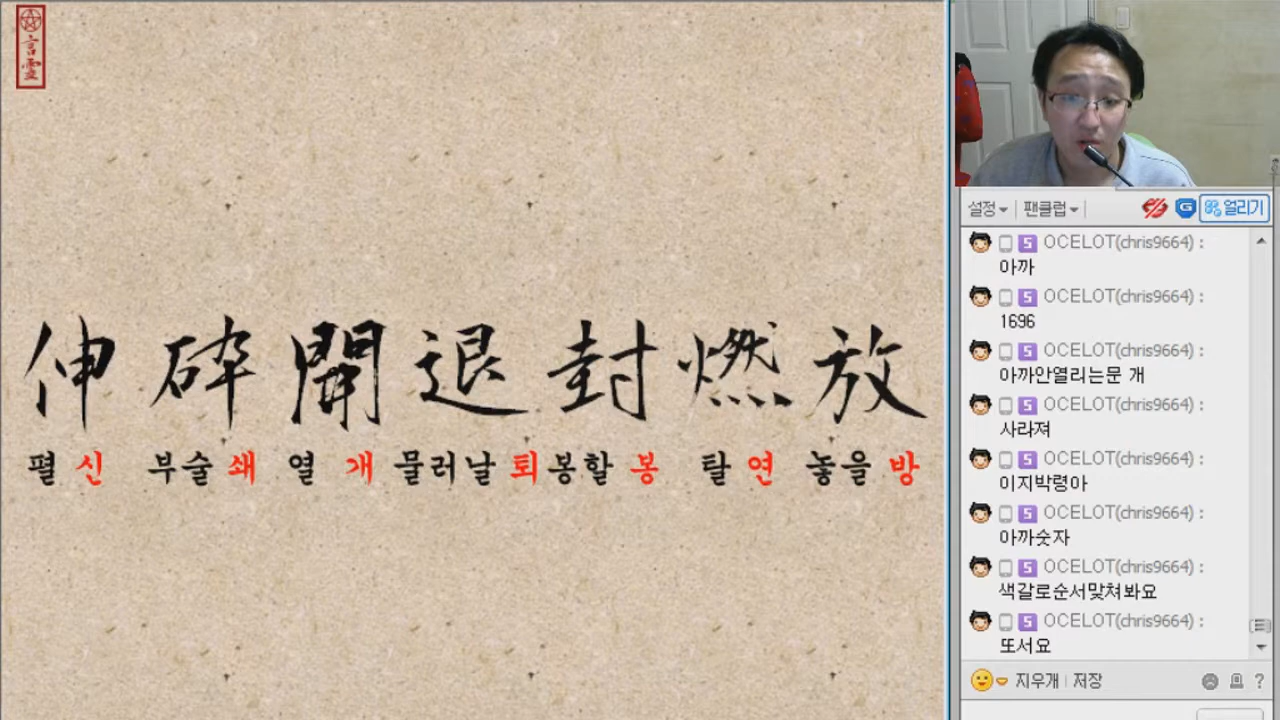 言靈
伸 碎 開 退 封 燃 放
펼 신 부술 쇄 열 개 물러날 퇴 봉할 봉 탈 연 놓을 방
설정 팬클럽 얼리기
OCELOT(chris9664) :
아까
OCELOT(chris9664) :
1696
OCELOT(chris9664) :
아까안열리는문 개
OCELOT(chris9664) :
사라져
OCELOT(chris9664) :
이지박령아
OCELOT(chris9664) :
아까숫자
OCELOT(chris9664) :
색갈로순서맞쳐봐요
OCELOT(chris9664) :
또서요
지우개 저장